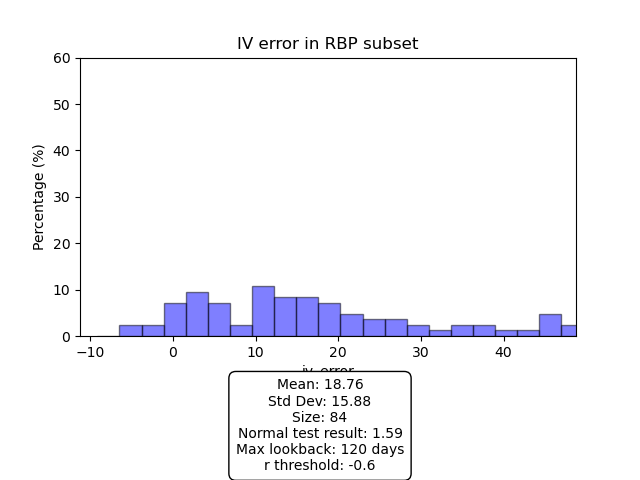 IV error in RBP subset
Percentage (%)
60
50
40
30
20
10
0
−10
0
10
20
30
40
iv_error
Mean: 18.76
Std Dev: 15.88
Size: 84
Normal test result: 1.59
Max lookback: 120 days
r threshold: -0.6